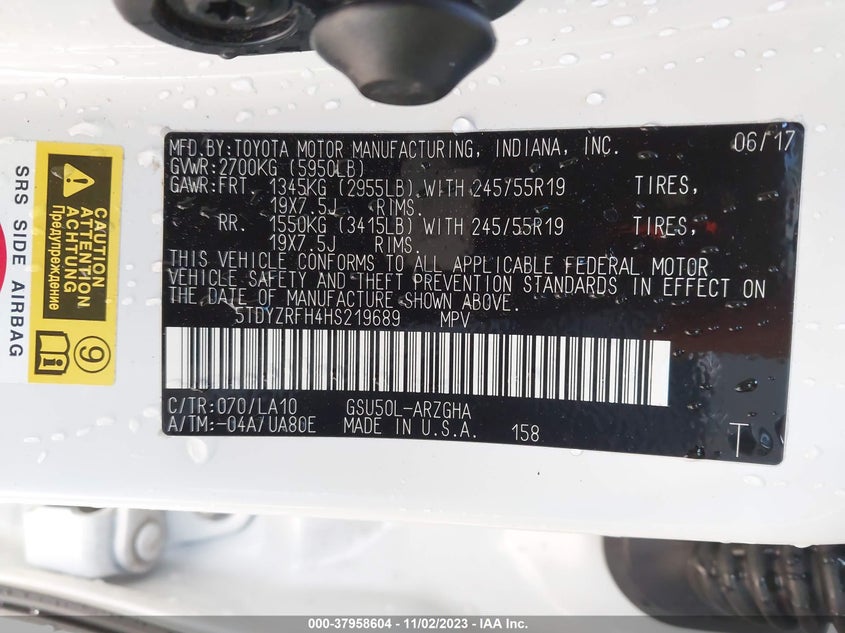 MFD.BY:TOYOTA MOTOR MANUFACTURING, INDIANA, INC. 06/17
GVWR:2700KG (5950LB)
GAWR:FRT. 1345KG (2955LB) WITH 245/55R19 TIRES,
19X7.5J RIMS.
RR. 1550KG (3415LB) WITH 245/55R19 TIRES,
19X7.5J RIMS.
THIS VEHICLE CONFORMS TO ALL APPLICABLE FEDERAL MOTOR
VEHICLE SAFETY AND THEFT PREVENTION STANDARDS IN EFFECT ON
THE DATE OF MANUFACTURE SHOWN ABOVE.
5TDYZRFH4HS219689 MPV
C/TR:070/LA10 GSU50L-ARZGHA
A/TM:-04A/UA80E MADE IN U.S.A. 158 T
SRS SIDE AIRBAG
CAUTION
ATTENTION
ACHTUNG
Предупреждение
9
000-37958604 - 11/02/2023 - IAA Inc.